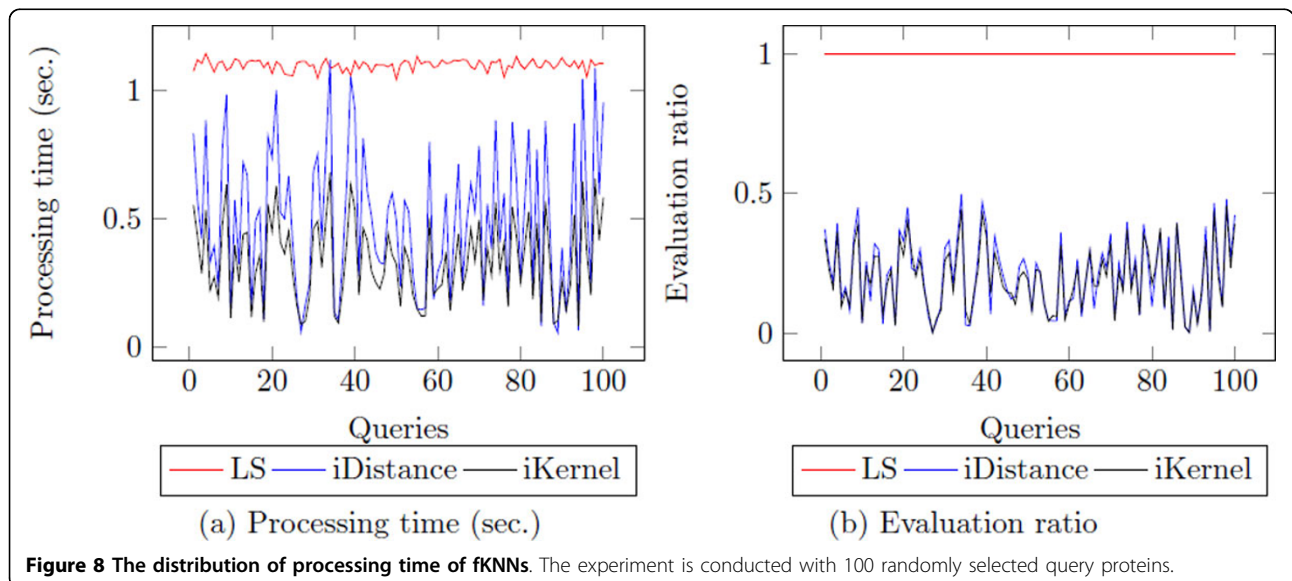 1
0.5
0
Processing time (sec.)
0 20 40 60 80 100
Queries
LS iDistance iKernel
(a) Processing time (sec.)
1
0.5
0
Evaluation ratio
0 20 40 60 80 100
Queries
LS iDistance iKernel
(b) Evaluation ratio
Figure 8 The distribution of processing time of fKNNs. The experiment is conducted with 100 randomly selected query proteins.